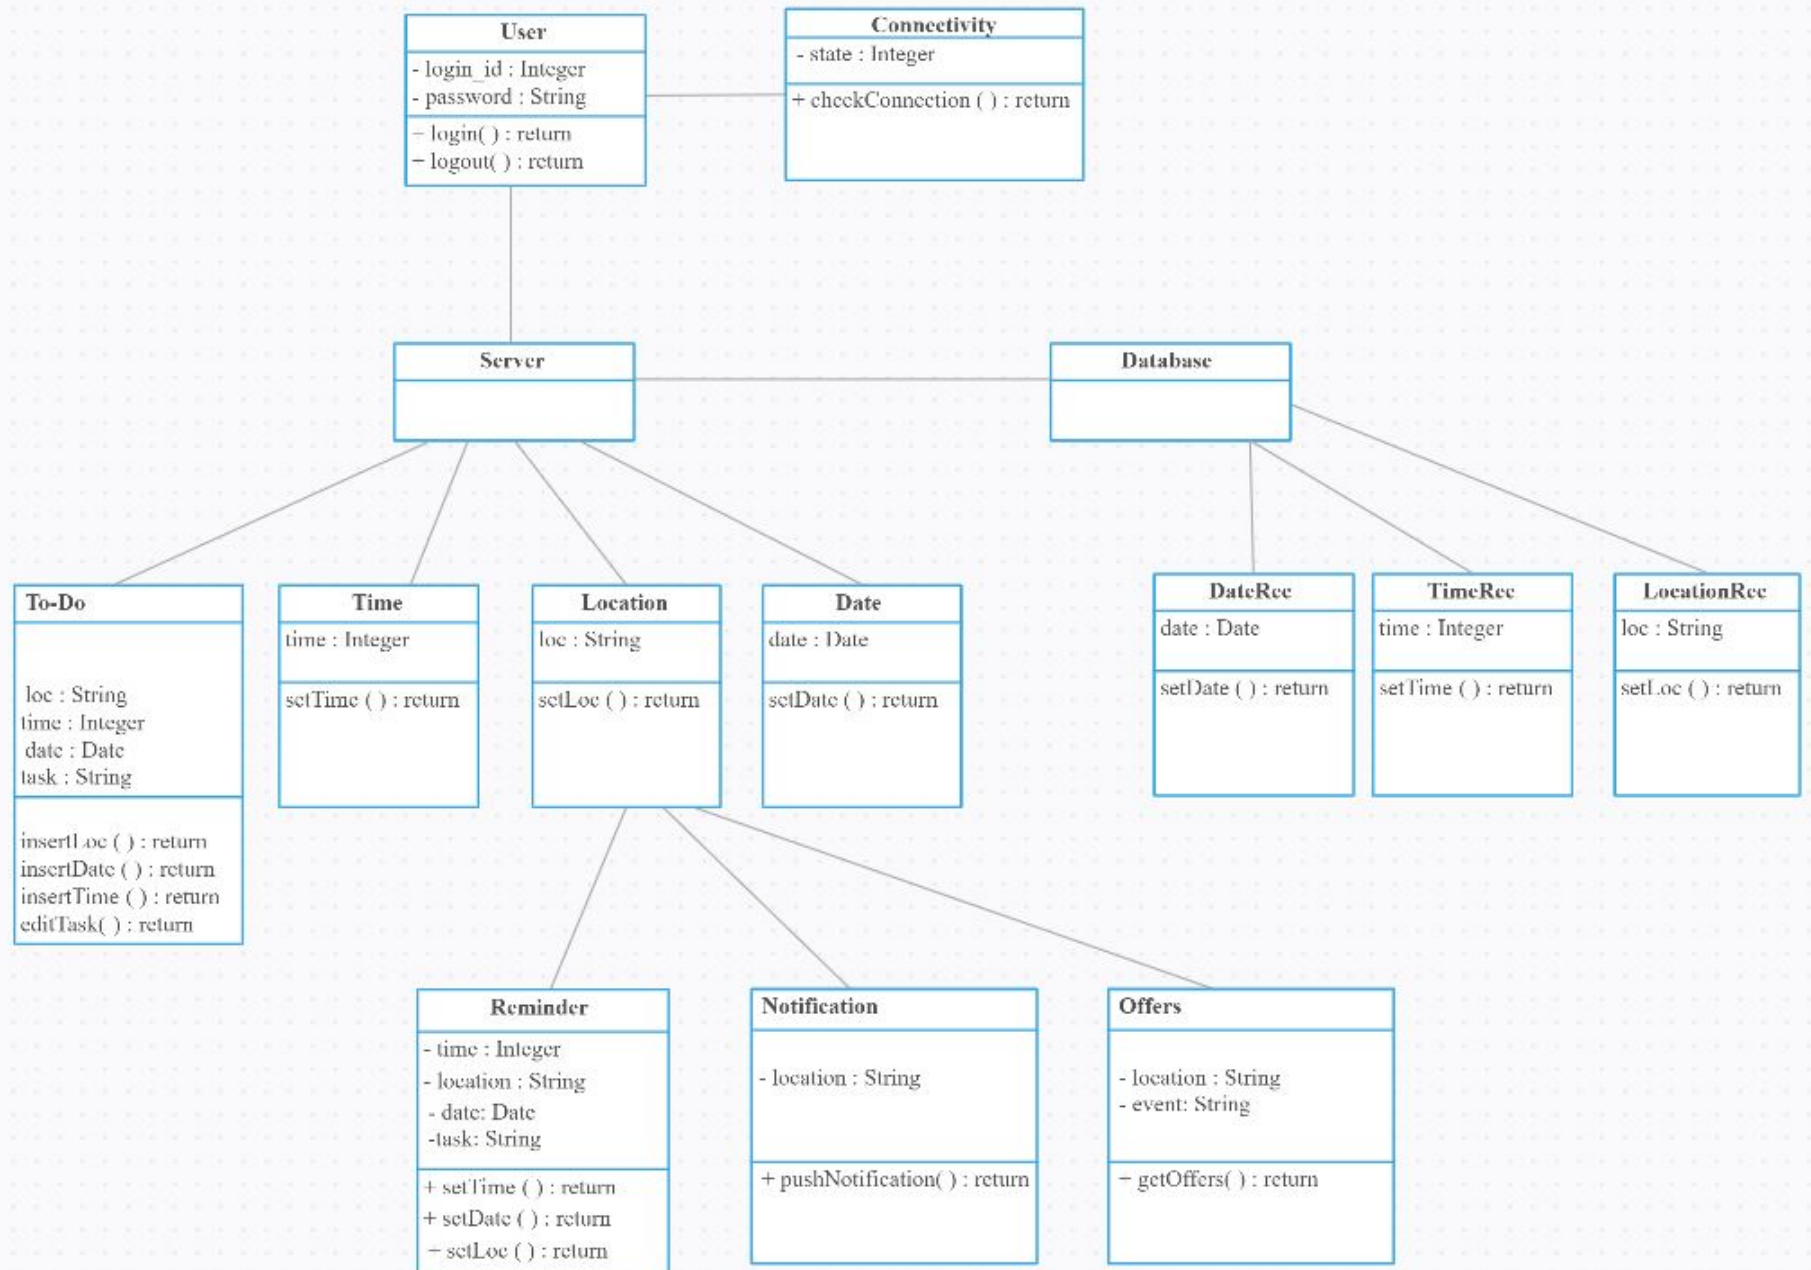 User
- login_id : Integer
- password : String
+ login( ) : return
+ logout( ) : return
Connectivity
- state : Integer
+ checkConnection ( ) : return
Server
Database
To-Do
loc : String
time : Integer
date : Date
task : String
insertLoc ( ) : return
insertDate ( ) : return
insertTime ( ) : return
editTask( ) : return
Time
time : Integer
setTime ( ) : return
Location
loc : String
setLoc ( ) : return
Date
date : Date
setDate ( ) : return
DateRec
date : Date
setDate ( ) : return
TimeRec
time : Integer
setTime ( ) : return
LocationRec
loc : String
setLoc ( ) : return
Reminder
- time : Integer
- location : String
- date: Date
-task: String
+ setTime ( ) : return
+ setDate ( ) : return
+ setLoc ( ) : return
Notification
- location : String
+ pushNotification( ) : return
Offers
- location : String
- event: String
+ getOffers( ) : return